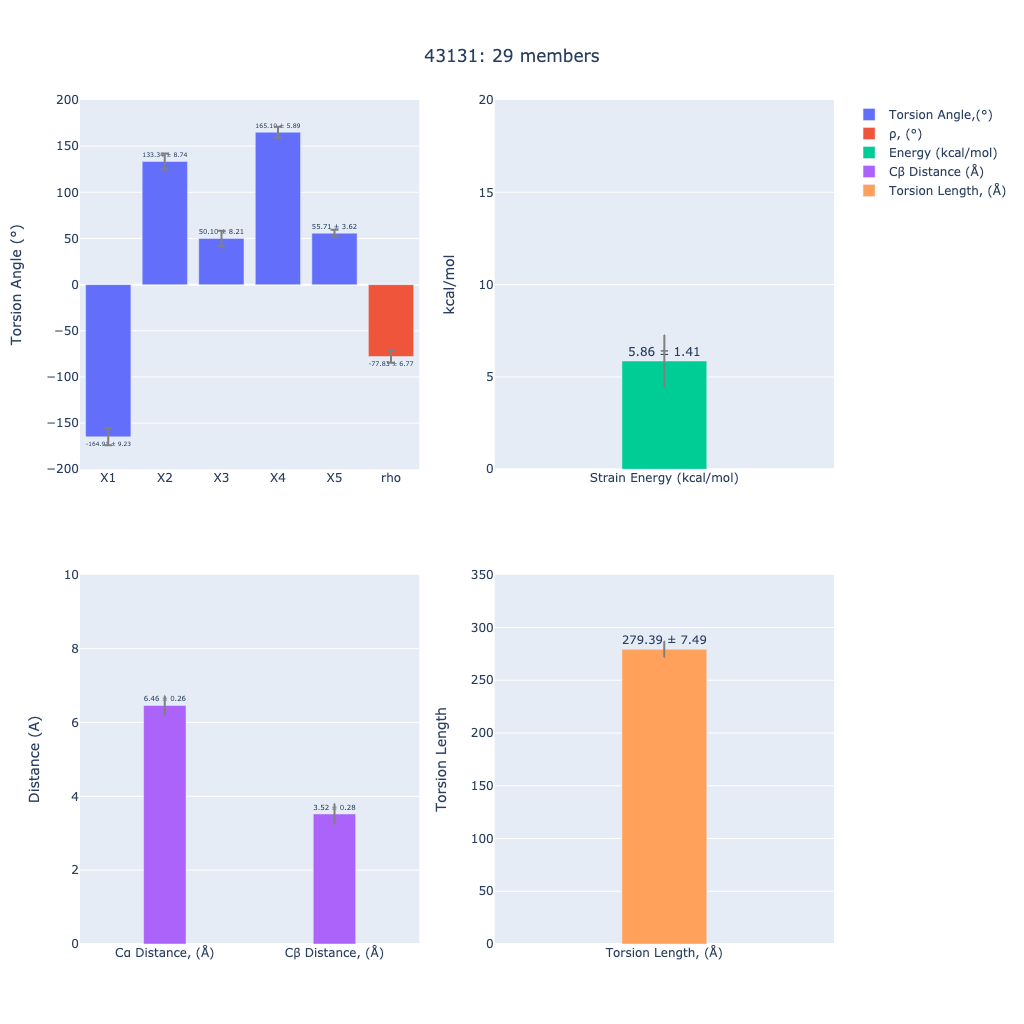 43131: 29 members
200
150
100
50
0
−50
−100
−150
−200
Torsion Angle (°)
133.34 ± 8.74
50.10 ± 8.21
165.10 ± 5.89
55.71 ± 3.62
-77.83 ± 6.77
X1
X2
X3
X4
X5
rho
20
15
10
5
0
kcal/mol
5.86 ± 1.41
Strain Energy (kcal/mol)
Torsion Angle,(°)
ρ, (°)
Energy (kcal/mol)
Cβ Distance (Å)
Torsion Length, (Å)
10
8
6
4
2
0
Distance (A)
6.46 ± 0.26
3.52 ± 0.28
Cα Distance, (Å)
Cβ Distance, (Å)
350
300
250
200
150
100
50
0
Torsion Length
279.39 ± 7.49
Torsion Length, (Å)